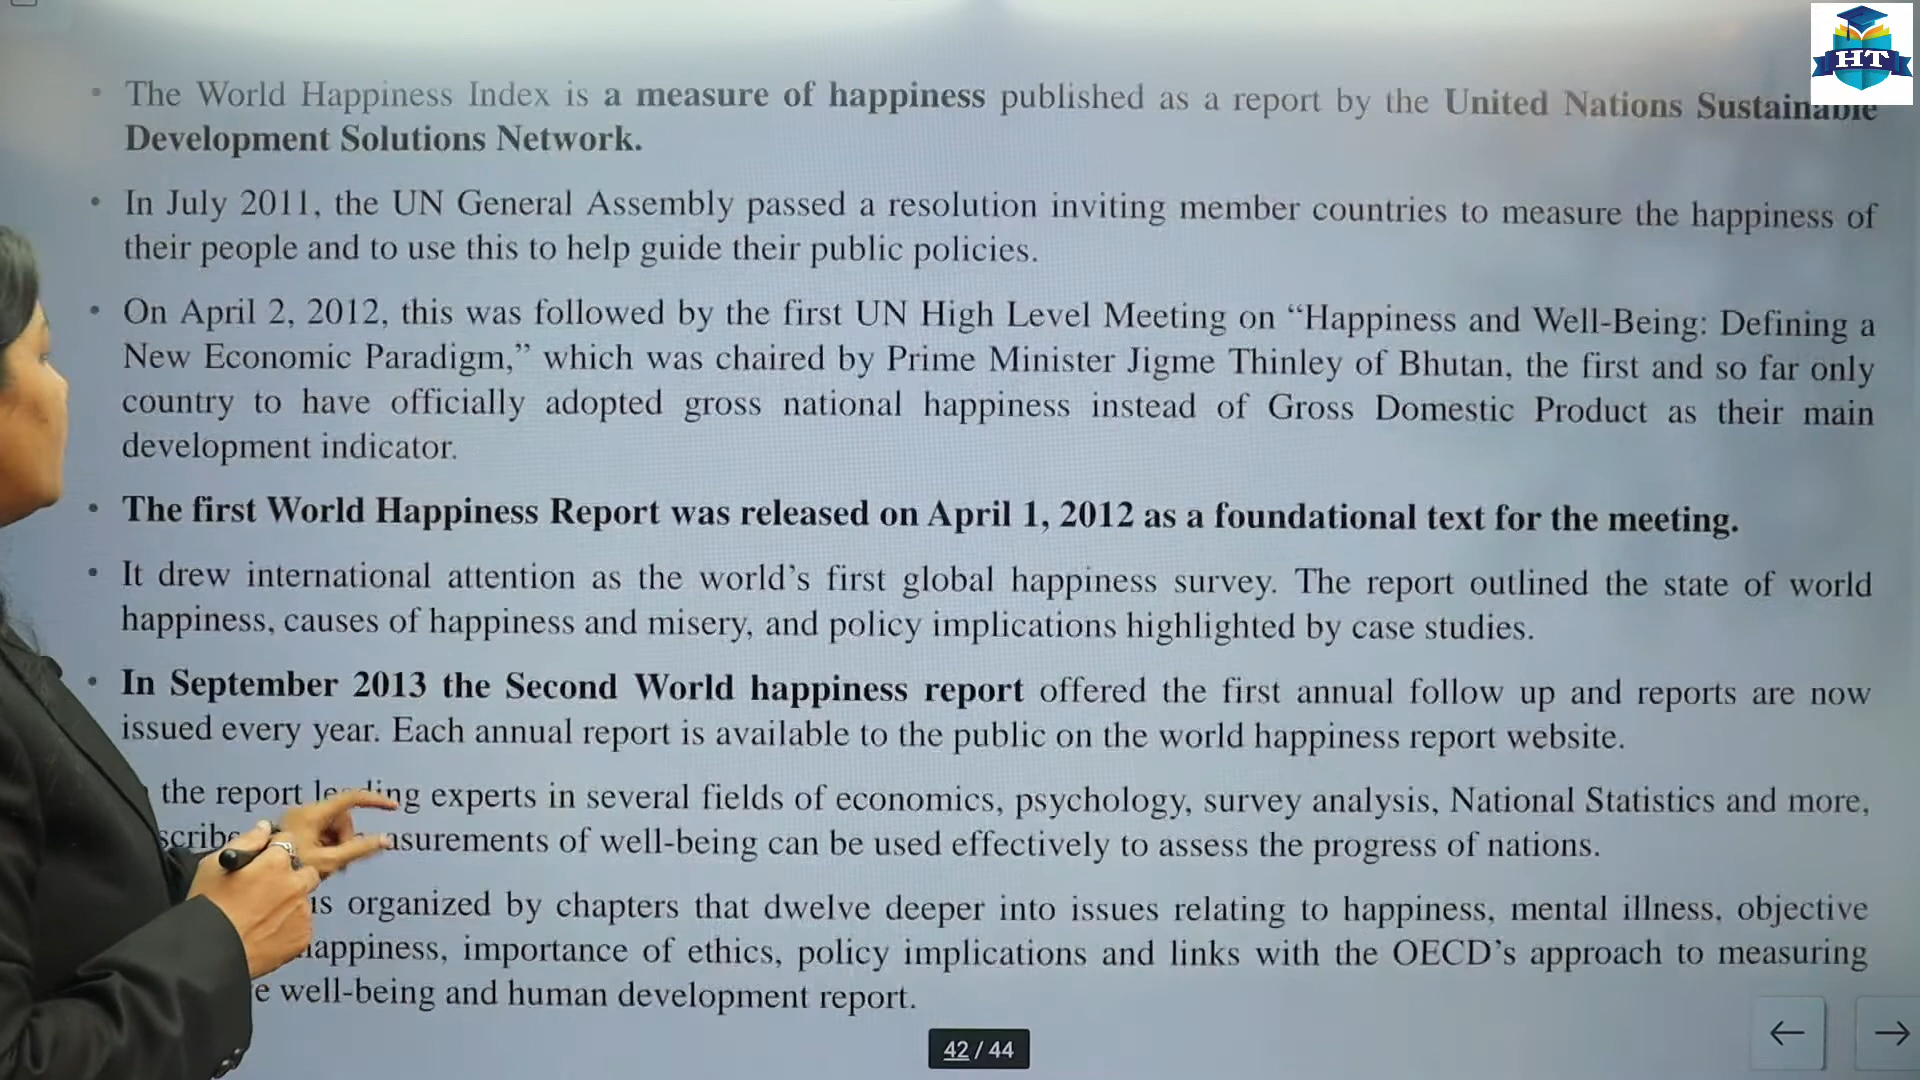 HT
• The World Happiness Index is a measure of happiness published as a report by the United Nations Sustainable
Development Solutions Network.
• In July 2011, the UN General Assembly passed a resolution inviting member countries to measure the happiness of
their people and to use this to help guide their public policies.
• On April 2, 2012, this was followed by the first UN High Level Meeting on “Happiness and Well-Being: Defining a
New Economic Paradigm,” which was chaired by Prime Minister Jigme Thinley of Bhutan, the first and so far only
country to have officially adopted gross national happiness instead of Gross Domestic Product as their main
development indicator.
• The first World Happiness Report was released on April 1, 2012 as a foundational text for the meeting.
• It drew international attention as the world’s first global happiness survey. The report outlined the state of world
happiness, causes of happiness and misery, and policy implications highlighted by case studies.
• In September 2013 the Second World happiness report offered the first annual follow up and reports are now
issued every year. Each annual report is available to the public on the world happiness report website.
the report experts in several fields of economics, psychology, survey analysis, National Statistics and more,
of well-being can be used effectively to assess the progress of nations.
is organized by chapters that dwelve deeper into issues relating to happiness, mental illness, objective
happiness, importance of ethics, policy implications and links with the OECD’s approach to measuring
well-being and human development report.
42 / 44